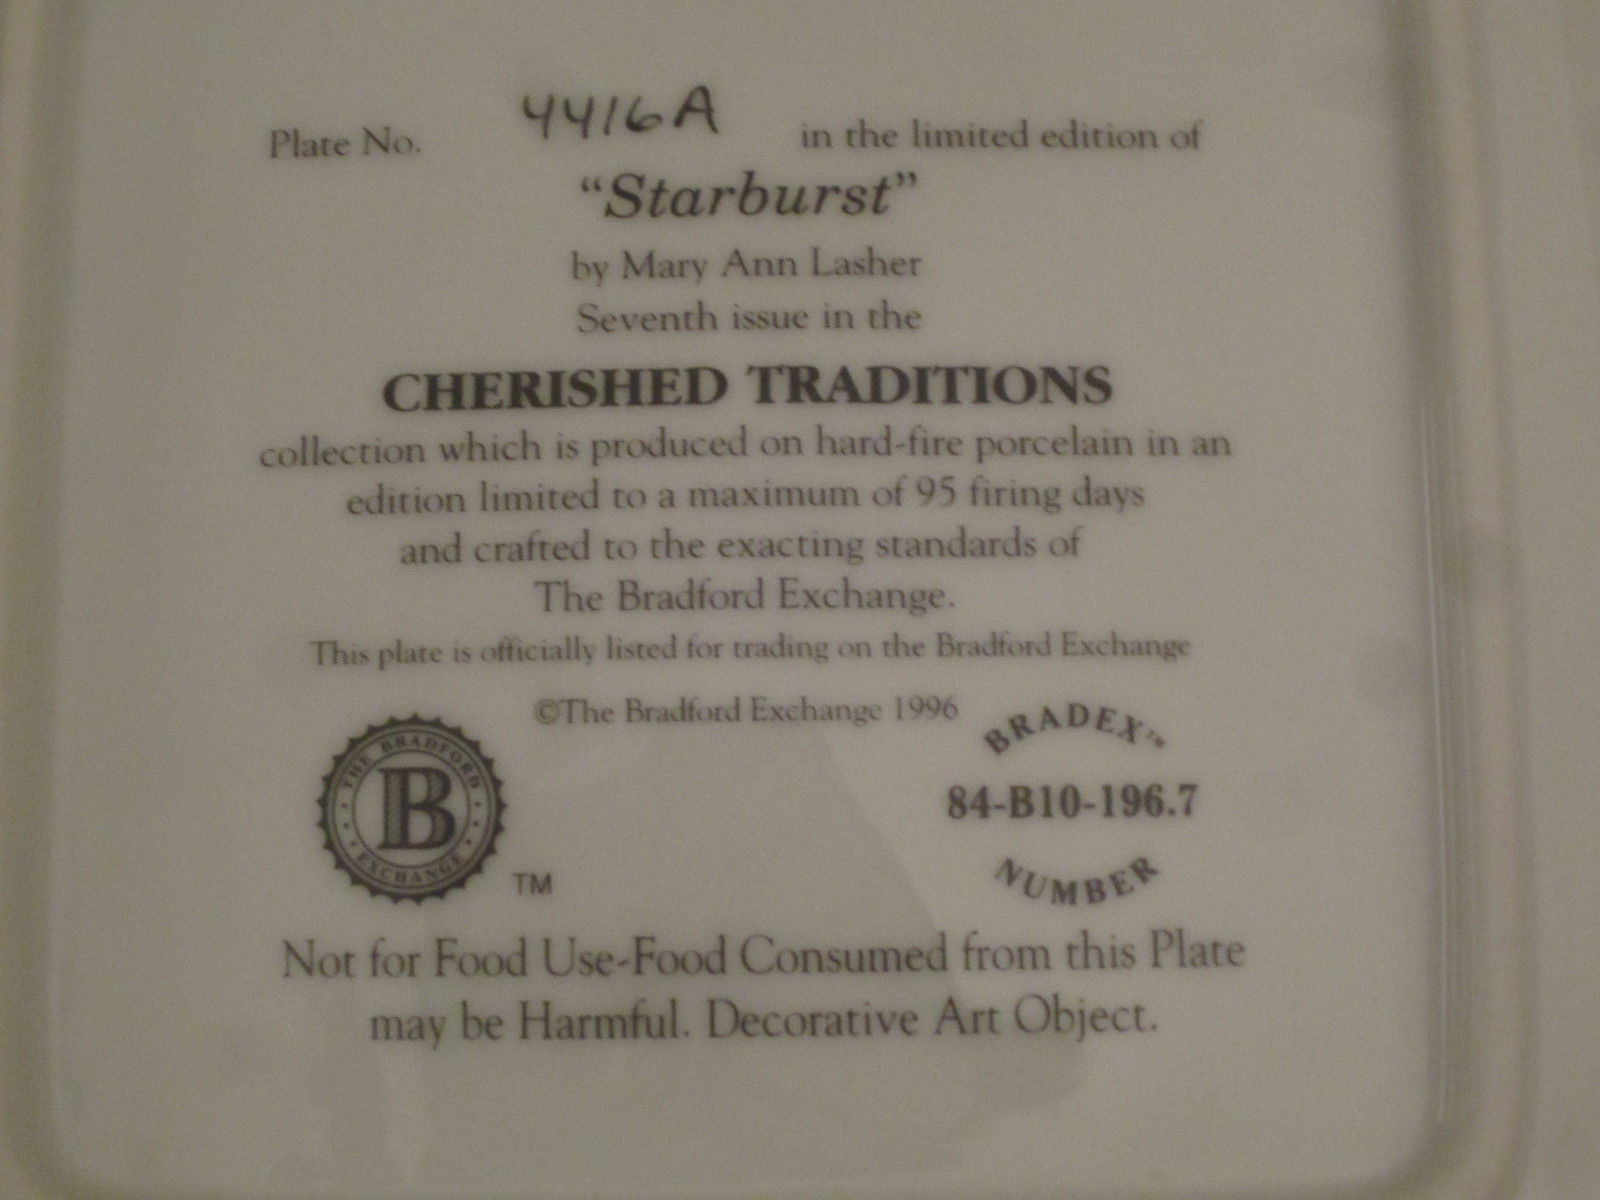 Plate No. 4416A in the limited edition of
“Starburst”
by Mary Ann Lasher
Seventh issue in the
CHERISHED TRADITIONS
collection which is produced on hard-fire porcelain in an
edition limited to a maximum of 95 firing days
and crafted to the exacting standards of
The Bradford Exchange.
This plate is officially listed for trading on the Bradford Exchange
©The Bradford Exchange 1996
THE BRADFORD
B
EXCHANGE
TM
BRADEX™
84-B10-196.7
NUMBER
Not for Food Use-Food Consumed from this Plate
may be Harmful. Decorative Art Object.